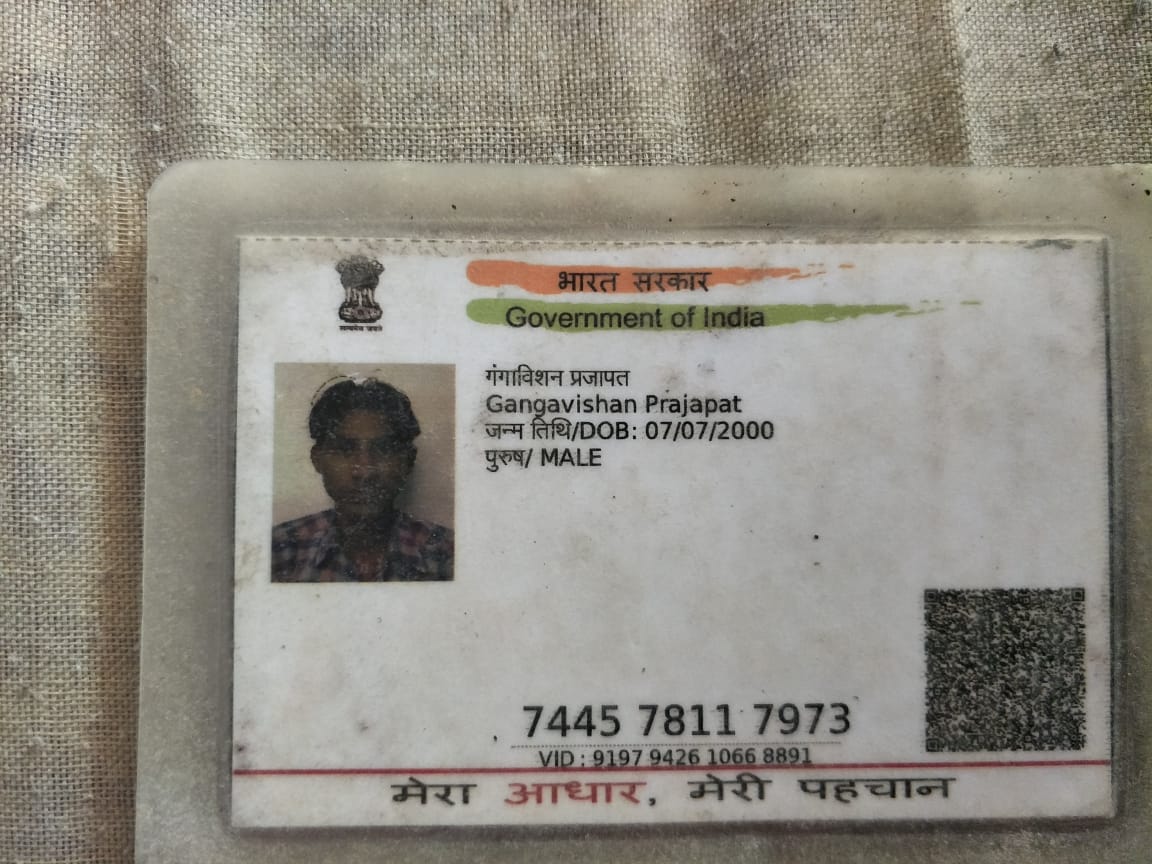 भारत सरकार
Government of India
सत्यमेव जयते
गंगाविशन प्रजापत
Gangavishan Prajapat
जन्म तिथि/DOB: 07/07/2000
पुरुष/ MALE
7445 7811 7973
VID : 9197 9426 1066 8891
मेरा आधार, मेरी पहचान